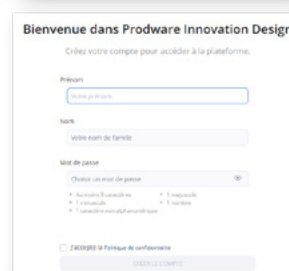 Bienvenue dans Prodware Innovation Design
Créez votre compte pour accéder à la plateforme.
Prénom
Votre prénom
Nom
Votre nom de famille
Mot de passe
Choisir un mot de passe
Au moins 8 caractères
1 majuscule
1 minuscule
1 nombre
1 caractère non alphanumérique
J'accepte la Politique de confidentialité
CRÉER LE COMPTE